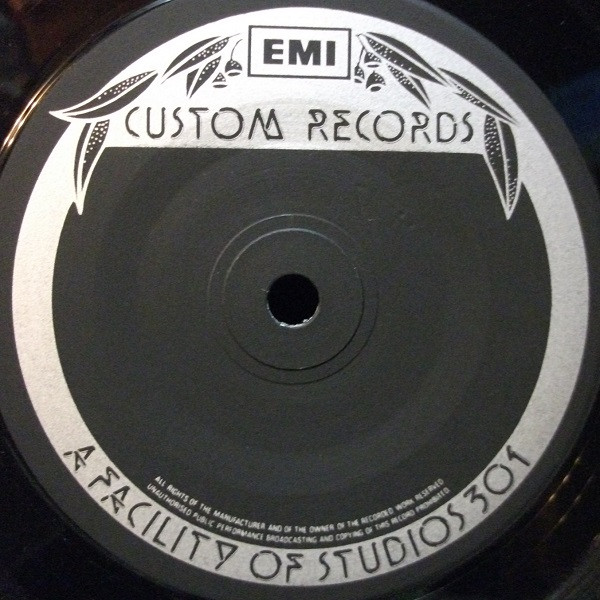 EMI
CUSTOM RECORDS
ALL RIGHTS OF THE MANUFACTURER AND OF THE OWNER OF THE RECORDED WORK RESERVED
UNAUTHORISED PUBLIC PERFORMANCE BROADCASTING AND COPYING OF THIS RECORD PROHIBITED
A FACILITY OF STUDIOS 301